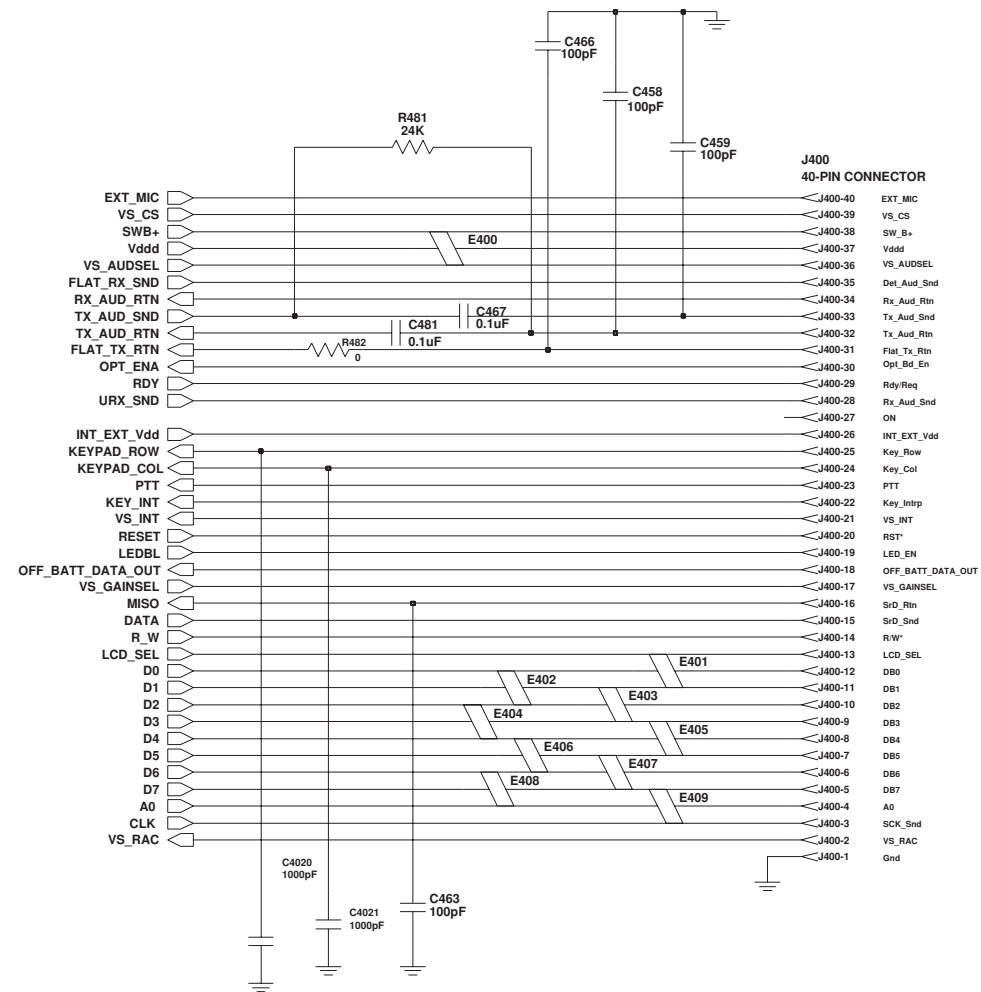 C466
100pF
C458
100pF
R481
24K
C459
100pF
J400
40-PIN CONNECTOR
EXT_MIC J400-40 EXT_MIC
VS_CS J400-39 VS_CS
SWB+ J400-38 SW_B+
E400
Vddd J400-37 Vddd
VS_AUDSEL J400-36 VS_AUDSEL
FLAT_RX_SND J400-35 Det_Aud_Snd
RX_AUD_RTN J400-34 Rx_Aud_Rtn
C467
TX_AUD_SND J400-33 Tx_Aud_Snd
0.1uF
C481
TX_AUD_RTN J400-32 Tx_Aud_Rtn
0.1uF
R482
FLAT_TX_RTN J400-31 Flat_Tx_Rtn
0
OPT_ENA J400-30 Opt_Bd_En
RDY J400-29 Rdy/Req
URX_SND J400-28 Rx_Aud_Snd
J400-27 ON
INT_EXT_Vdd J400-26 INT_EXT_Vdd
KEYPAD_ROW J400-25 Key_Row
KEYPAD_COL J400-24 Key_Col
PTT J400-23 PTT
KEY_INT J400-22 Key_Intrp
VS_INT J400-21 VS_INT
RESET J400-20 RST*
LEDBL J400-19 LED_EN
OFF_BATT_DATA_OUT J400-18 OFF_BATT_DATA_OUT
VS_GAINSEL J400-17 VS_GAINSEL
MISO J400-16 SrD_Rtn
DATA J400-15 SrD_Snd
R_W J400-14 R/W*
LCD_SEL J400-13 LCD_SEL
E401
D0 J400-12 DB0
E402
D1 J400-11 DB1
E403
D2 J400-10 DB2
E404
D3 J400-9 DB3
E405
D4 J400-8 DB4
E406
D5 J400-7 DB5
E407
D6 J400-6 DB6
E408
D7 J400-5 DB7
E409
A0 J400-4 A0
CLK J400-3 SCK_Snd
VS_RAC J400-2 VS_RAC
J400-1 Gnd
C4020
1000pF
C463
100pF
C4021
1000pF